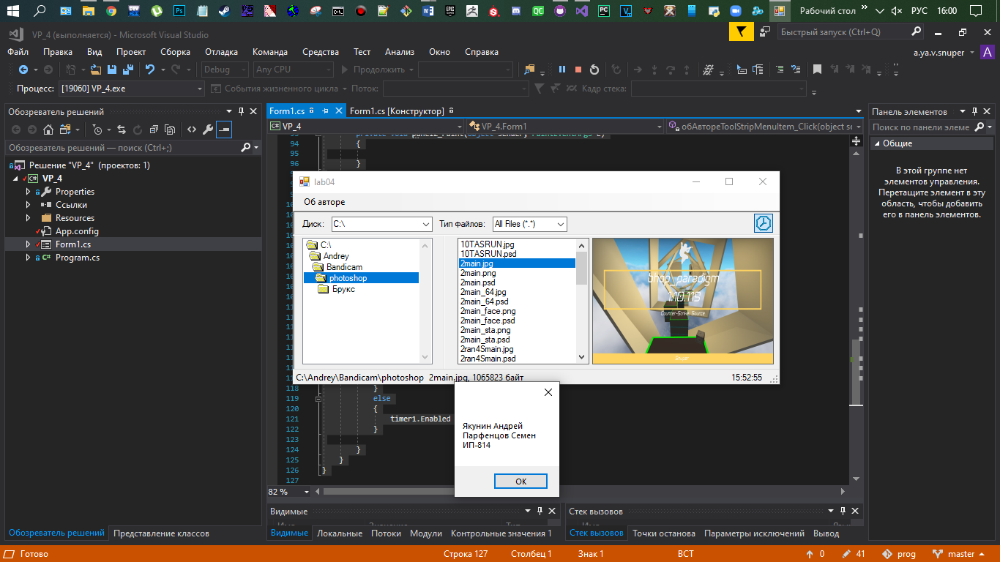 Рабочий стол
РУС
16:00
VP_4 (выполняется) - Microsoft Visual Studio
Быстрый запуск (Ctrl+Q)
Файл Правка Вид Проект Сборка Отладка Команда Средства Тест Анализ Окно Справка
a.ya.v.snuper
A
Debug Any CPU Продолжить
Процесс: [19060] VP_4.exe События жизненного цикла Поток: Кадр стека:
Обозреватель решений
Обозреватель решений — поиск (Ctrl+;)
Решение "VP_4" (проектов: 1)
VP_4
Properties
Ссылки
Resources
App.config
Form1.cs
Program.cs
Обозреватель решений Представление классов
Form1.cs Form1.cs [Конструктор]
VP_4 VP_4.Form1 обАвтореToolStripMenuItem_Click(object se
94 {
95
96 }
lab04
Об авторе
Диск: C:\ Тип файлов: All Files (*.*)
C:\
Andrey
Bandicam
photoshop
Брукс
10TASRUN.jpg
10TASRUN.psd
2main.jpg
2main.png
2main.psd
2main_64.jpg
2main_64.psd
2main_face.png
2main_face.psd
2main_sta.png
2main_sta.psd
2ran4Smain.jpg
2ran4Smain.psd
bhop_paradigm
1:10.119
Counter-Strike: Source
C:\Andrey\Bandicam\photoshop 2main.jpg, 1065823 байт 15:52:55
118 }
119 else
120 {
121 timer1.Enabled
122 }
123
124 }
125 }
126 }
127
Якунин Андрей
Парфенцов Семен
ИП-814
OK
82 %
Видимые
Видимые Локальные Потоки Модули Контрольные значения 1
Стек вызовов
Стек вызовов Точки останова Параметры исключений Вывод
Панель элементов
Поиск по панели элеме
Общие
В этой группе нет
элементов управления.
Перетащите элемент в эту
область, чтобы добавить
его в панель элементов.
Готово Строка 127 Столбец 1 Знак 1 ВСТ 0 41 prog master